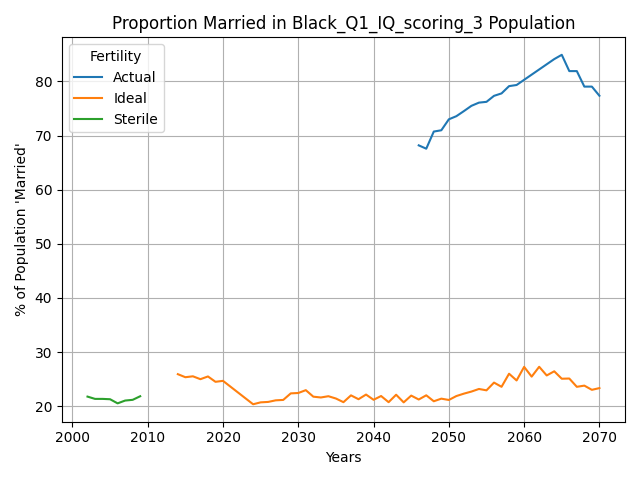 Proportion Married in Black_Q1_IQ_scoring_3 Population
Fertility
Actual
Ideal
Sterile
% of Population 'Married'
80
70
60
50
40
30
20
2000 2010 2020 2030 2040 2050 2060 2070
Years